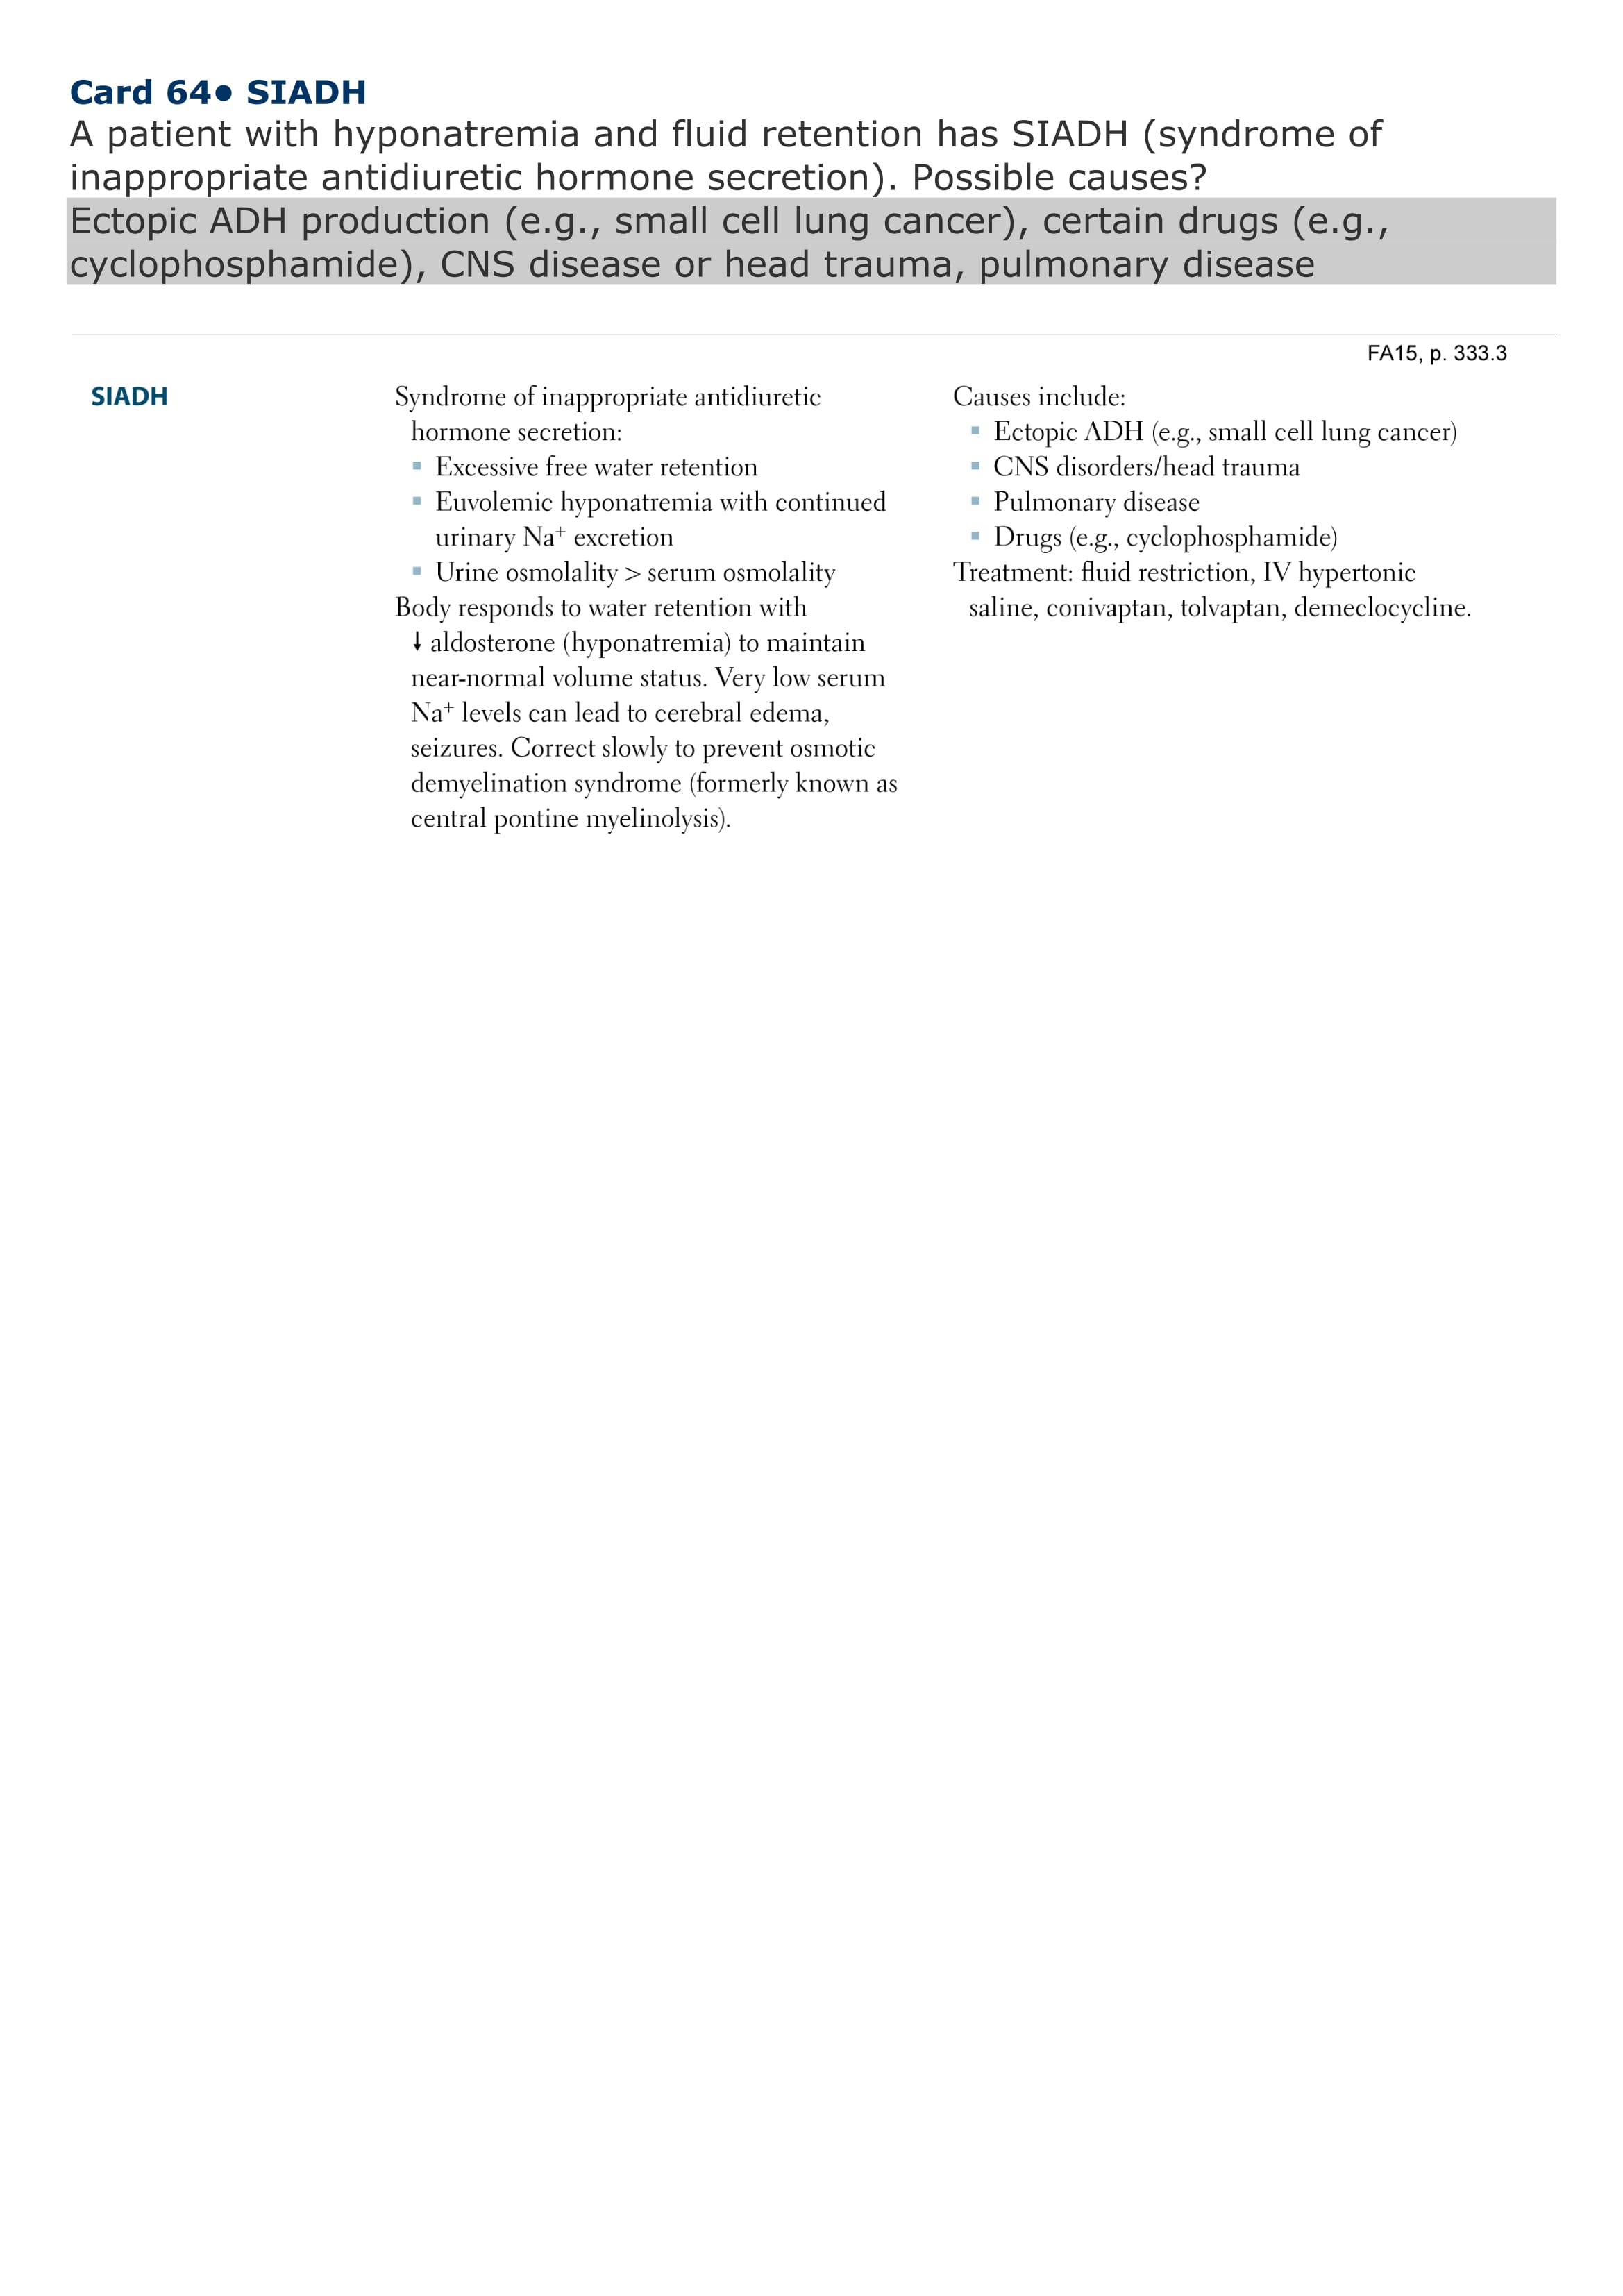 Card 64● SIADH
A patient with hyponatremia and fluid retention has SIADH (syndrome of
inappropriate antidiuretic hormone secretion). Possible causes?
Ectopic ADH production (e.g., small cell lung cancer), certain drugs (e.g.,
cyclophosphamide), CNS disease or head trauma, pulmonary disease
FA15, p. 333.3
SIADH
Syndrome of inappropriate antidiuretic
hormone secretion:
▪ Excessive free water retention
▪ Euvolemic hyponatremia with continued
urinary Na⁺ excretion
▪ Urine osmolality > serum osmolality
Body responds to water retention with
↓ aldosterone (hyponatremia) to maintain
near-normal volume status. Very low serum
Na⁺ levels can lead to cerebral edema,
seizures. Correct slowly to prevent osmotic
demyelination syndrome (formerly known as
central pontine myelinolysis).
Causes include:
▪ Ectopic ADH (e.g., small cell lung cancer)
▪ CNS disorders/head trauma
▪ Pulmonary disease
▪ Drugs (e.g., cyclophosphamide)
Treatment: fluid restriction, IV hypertonic
saline, conivaptan, tolvaptan, demeclocycline.